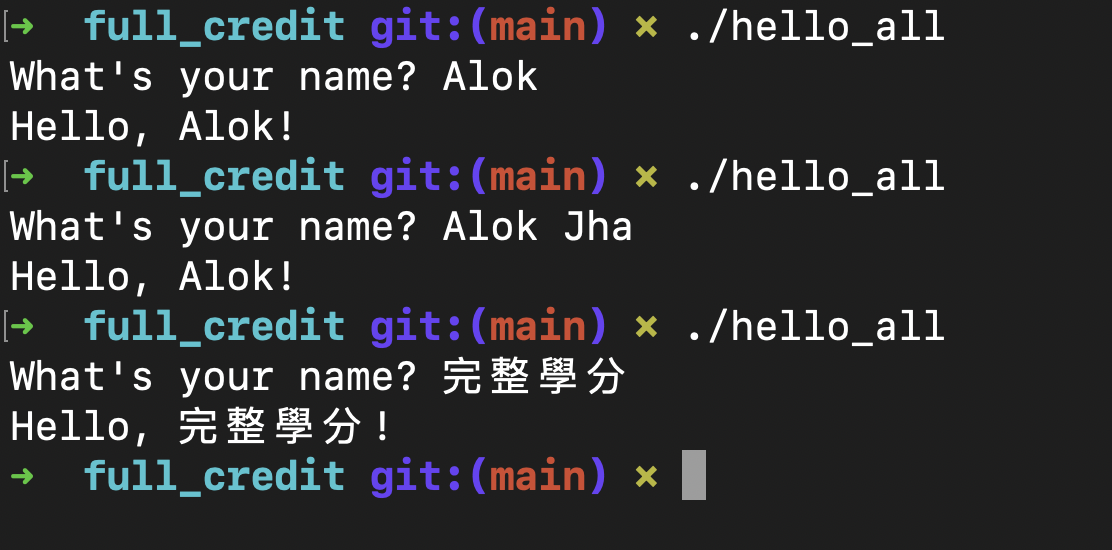 ➜ full_credit git:(main) × ./hello_all
What's your name? Alok
Hello, Alok!
➜ full_credit git:(main) × ./hello_all
What's your name? Alok Jha
Hello, Alok!
➜ full_credit git:(main) × ./hello_all
What's your name? 完整學分
Hello, 完整學分!
➜ full_credit git:(main) ×